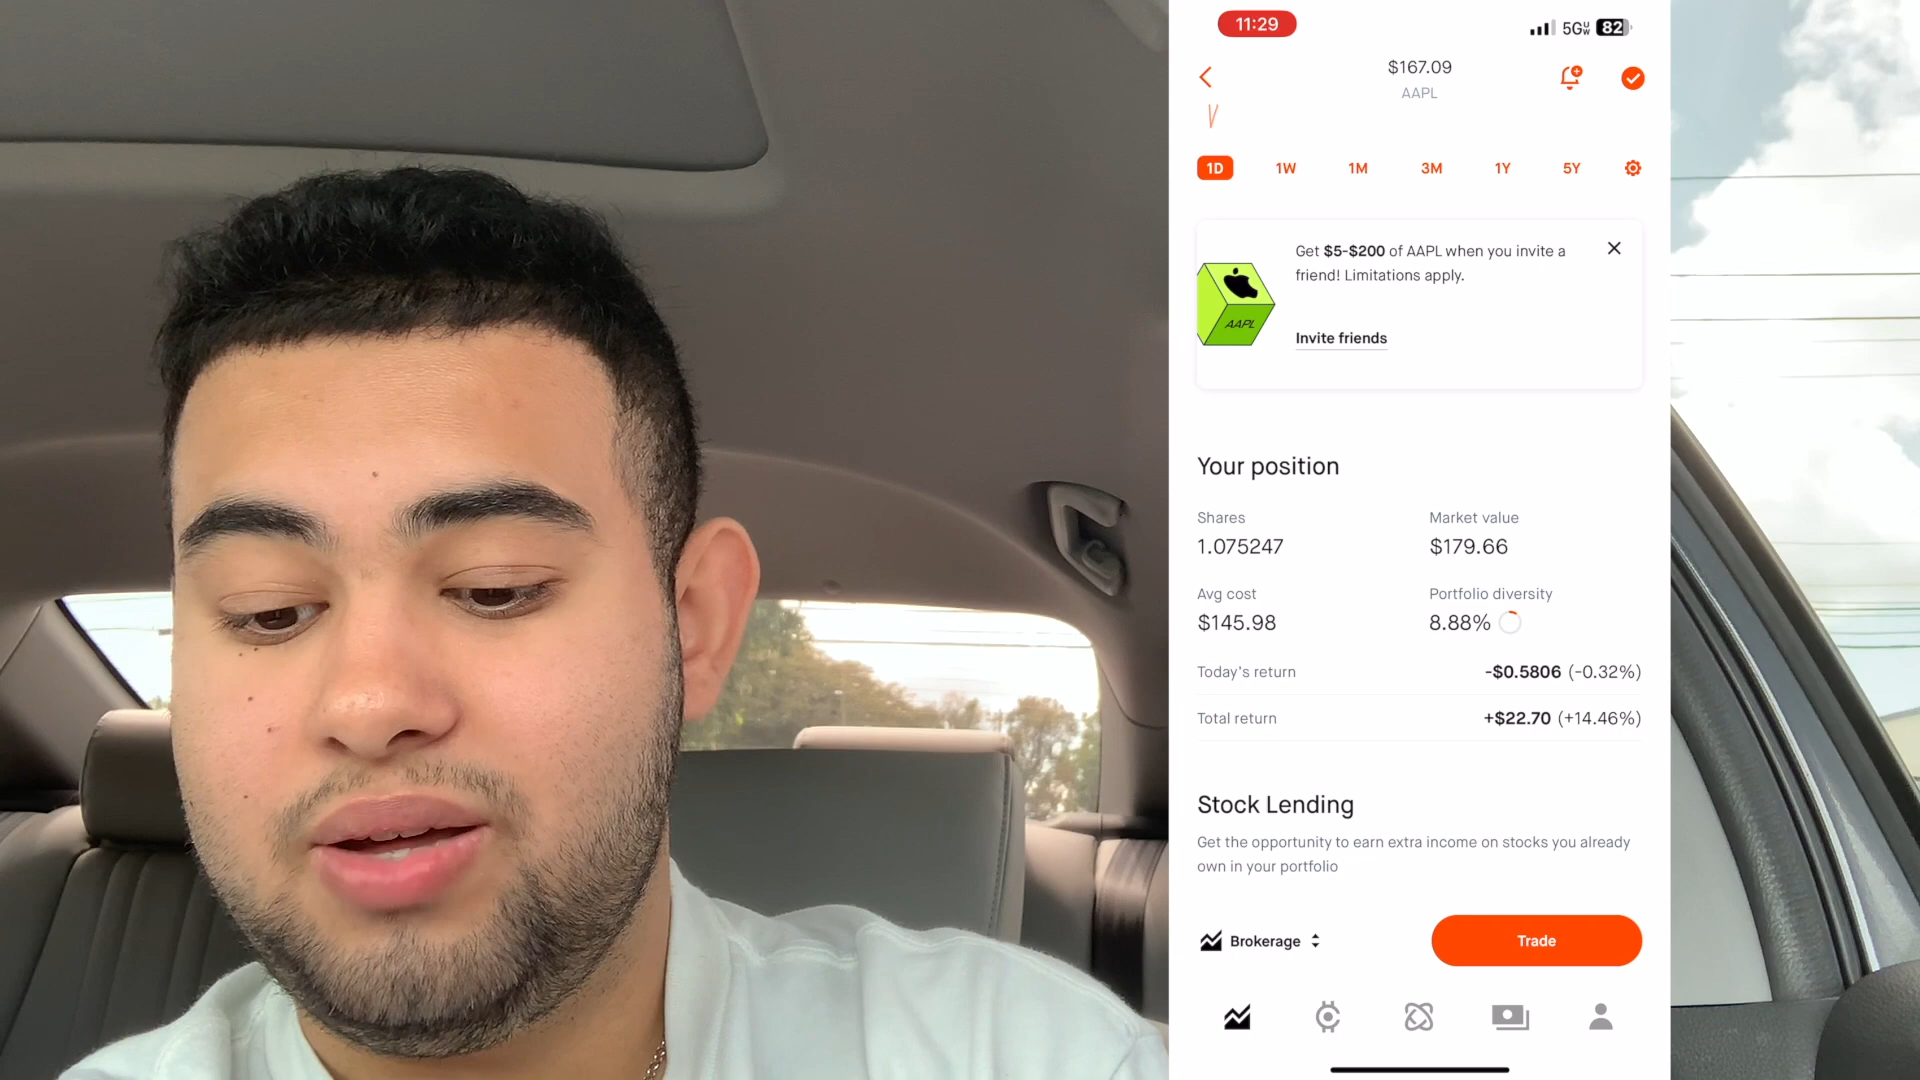 11:29
5G UW 82
$167.09
AAPL
1D 1W 1M 3M 1Y 5Y
Get $5-$200 of AAPL when you invite a
friend! Limitations apply.
AAPL
Invite friends
Your position
Shares Market value
1.075247 $179.66
Avg cost Portfolio diversity
$145.98 8.88%
Today's return -$0.5806 (-0.32%)
Total return +$22.70 (+14.46%)
Stock Lending
Get the opportunity to earn extra income on stocks you already
own in your portfolio
Brokerage Trade